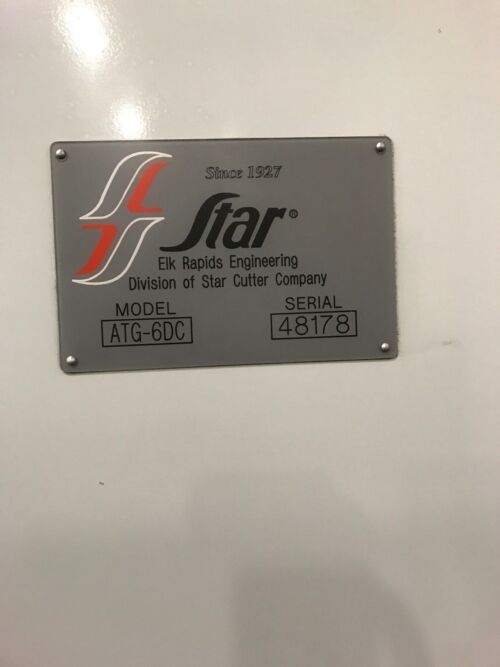 Since 1927
Star®
Elk Rapids Engineering
Division of Star Cutter Company
MODEL SERIAL
ATG-6DC 48178